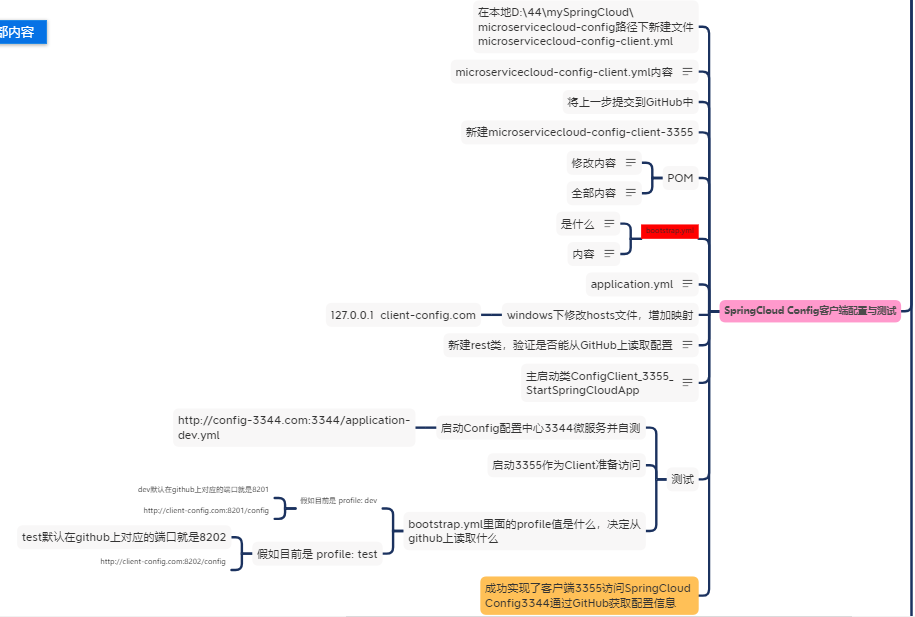 部内容
在本地D:\44\mySpringCloud\
microservicecloud-config路径下新建文件
microservicecloud-config-client.yml
microservicecloud-config-client.yml内容
将上一步提交到GitHub中
新建microservicecloud-config-client-3355
修改内容
全部内容
POM
是什么
内容
bootstrap.yml
application.yml
127.0.0.1 client-config.com
windows下修改hosts文件，增加映射
SpringCloud Config客户端配置与测试
新建rest类，验证是否能从GitHub上读取配置
主启动类ConfigClient_3355_
StartSpringCloudApp
http://config-3344.com:3344/application-
dev.yml
启动Config配置中心3344微服务并自测
启动3355作为Client准备访问
测试
dev默认在github上对应的端口就是8201
http://client-config.com:8201/config
假如目前是 profile: dev
bootstrap.yml里面的profile值是什么，决定从
github上读取什么
test默认在github上对应的端口就是8202
http://client-config.com:8202/config
假如目前是 profile: test
成功实现了客户端3355访问SpringCloud
Config3344通过GitHub获取配置信息